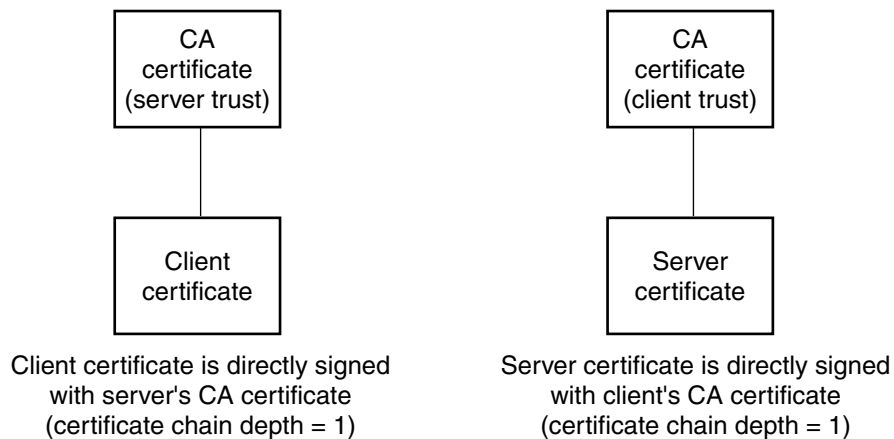 CA
certificate
(server trust)
CA
certificate
(client trust)
Client
certificate
Server
certificate
Client certificate is directly signed
with server's CA certificate
(certificate chain depth = 1)
Server certificate is directly signed
with client's CA certificate
(certificate chain depth = 1)